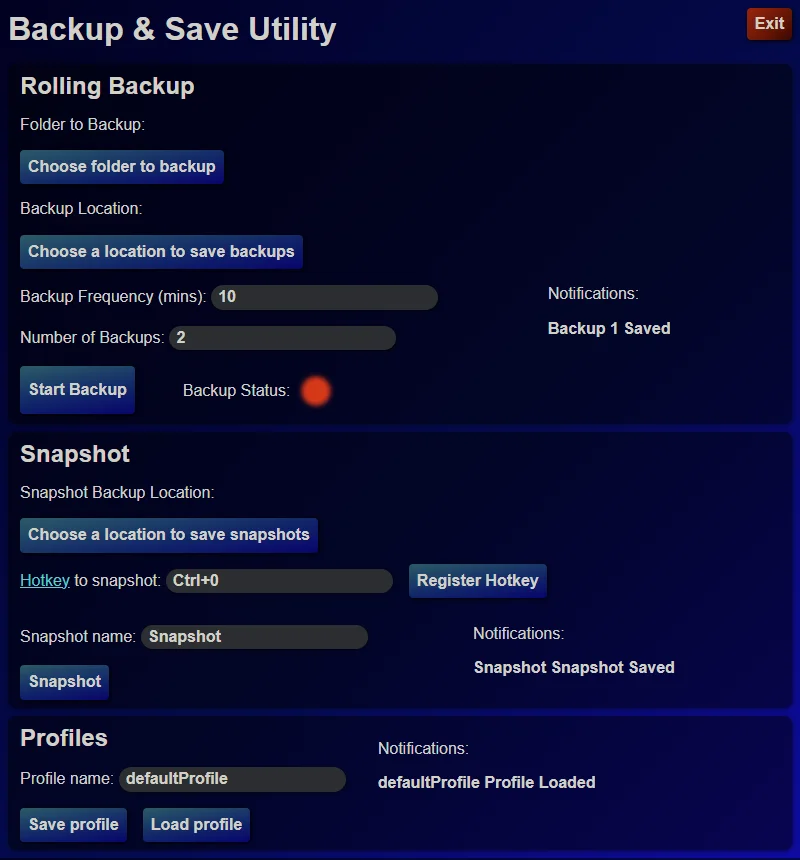 Backup & Save Utility
Exit
Rolling Backup
Folder to Backup:
Choose folder to backup
Backup Location:
Choose a location to save backups
Backup Frequency (mins): 10
Notifications:
Backup 1 Saved
Number of Backups: 2
Start Backup
Backup Status:
Snapshot
Snapshot Backup Location:
Choose a location to save snapshots
Hotkey to snapshot: Ctrl+0
Register Hotkey
Snapshot name: Snapshot
Notifications:
Snapshot Snapshot Saved
Snapshot
Profiles
Notifications:
Profile name: defaultProfile
defaultProfile Profile Loaded
Save profile
Load profile